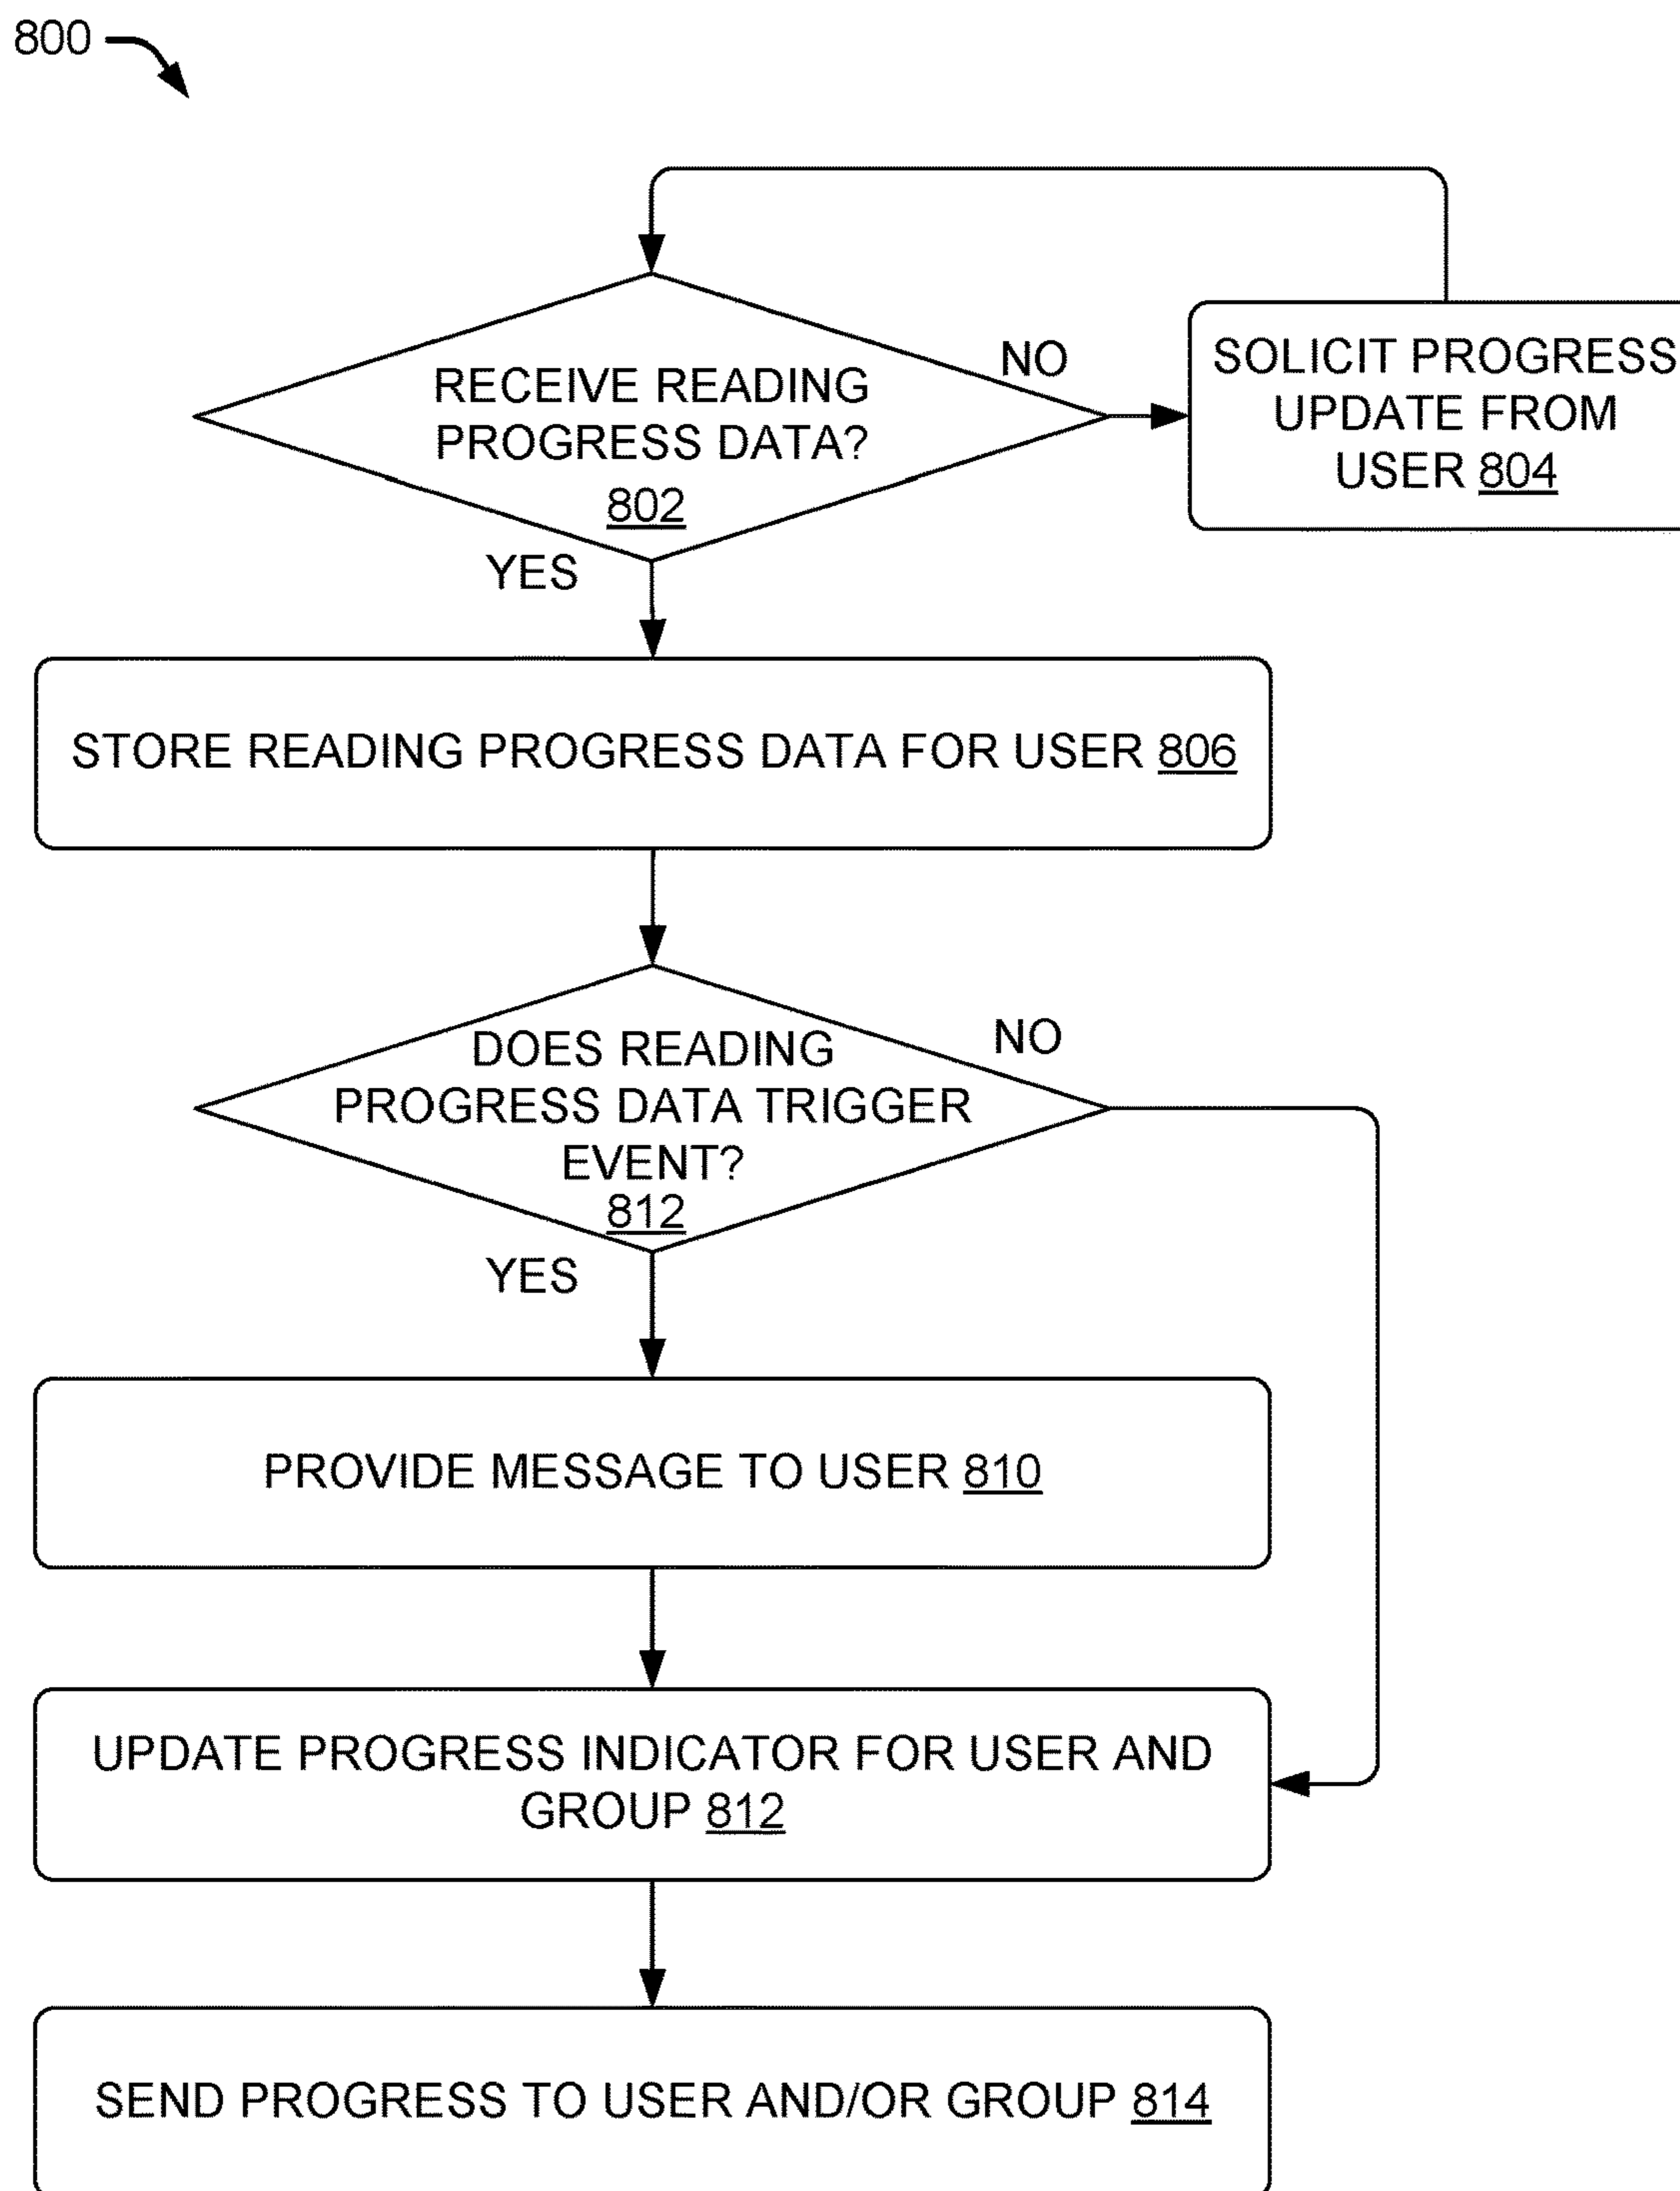 800
RECEIVE READING
PROGRESS DATA?
802
NO
SOLICIT PROGRESS
UPDATE FROM
USER 804
YES
STORE READING PROGRESS DATA FOR USER 806
DOES READING
PROGRESS DATA TRIGGER
EVENT?
812
NO
YES
PROVIDE MESSAGE TO USER 810
UPDATE PROGRESS INDICATOR FOR USER AND
GROUP 812
SEND PROGRESS TO USER AND/OR GROUP 814